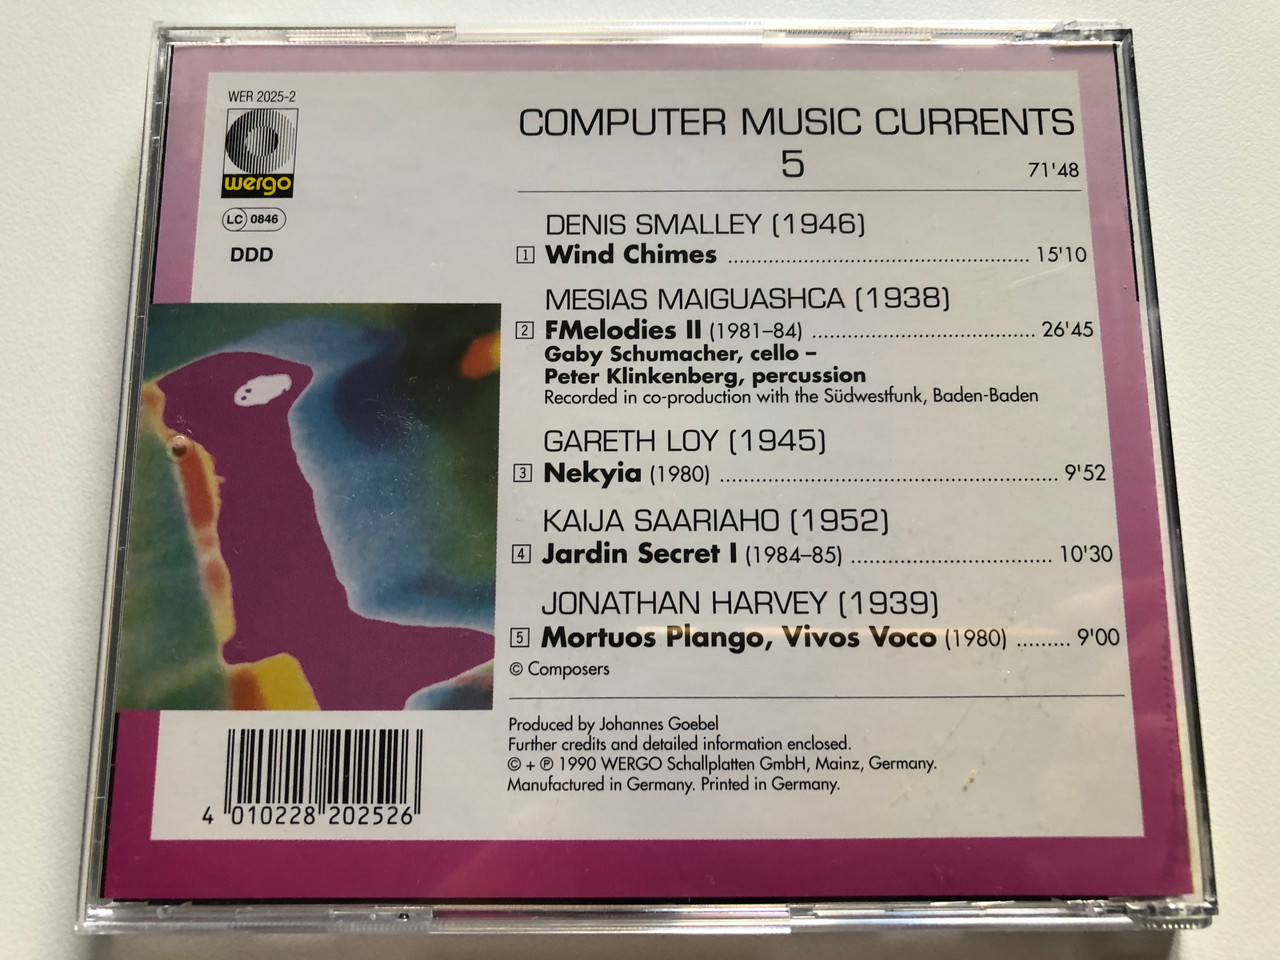 WER 2025-2
wergo
LC 0846
DDD
COMPUTER MUSIC CURRENTS
5 71'48
DENIS SMALLEY (1946)
1 Wind Chimes ........................................ 15'10
MESIAS MAIGUASHCA (1938)
2 FMelodies II (1981–84) .............................. 26'45
Gaby Schumacher, cello –
Peter Klinkenberg, percussion
Recorded in co-production with the Südwestfunk, Baden-Baden
GARETH LOY (1945)
3 Nekyia (1980) ............................................. 9'52
KAIJA SAARIAHO (1952)
4 Jardin Secret I (1984–85) ........................... 10'30
JONATHAN HARVEY (1939)
5 Mortuos Plango, Vivos Voco (1980) ......... 9'00
© Composers
Produced by Johannes Goebel
Further credits and detailed information enclosed.
© + ℗ 1990 WERGO Schallplatten GmbH, Mainz, Germany.
Manufactured in Germany. Printed in Germany.
4 010228 202526